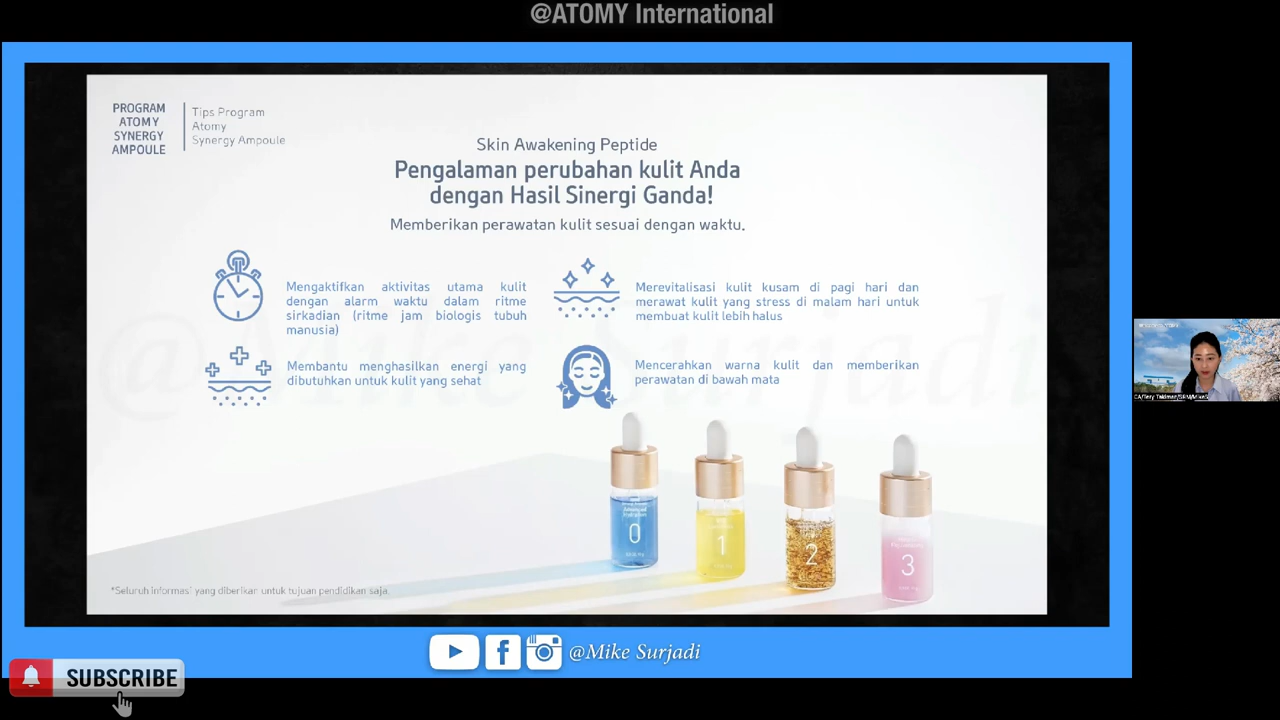 @ATOMY International
PROGRAM
ATOMY
SYNERGY
AMPOULE
Tips Program
Atomy
Synergy Ampoule
Skin Awakening Peptide
Pengalaman perubahan kulit Anda
dengan Hasil Sinergi Ganda!
Memberikan perawatan kulit sesuai dengan waktu.
Mengaktifkan aktivitas utama kulit
dengan alarm waktu dalam ritme
sirkadian (ritme jam biologis tubuh
manusia)
Merevitalisasi kulit kusam di pagi hari dan
merawat kulit yang stress di malam hari untuk
membuat kulit lebih halus
Membantu menghasilkan energi yang
dibutuhkan untuk kulit yang sehat
Mencerahkan warna kulit dan memberikan
perawatan di bawah mata
0
1
2
3
*Seluruh informasi yang diberikan untuk tujuan pendidikan saja.
@Mike Surjadi
@Mike Surjadi
SUBSCRIBE